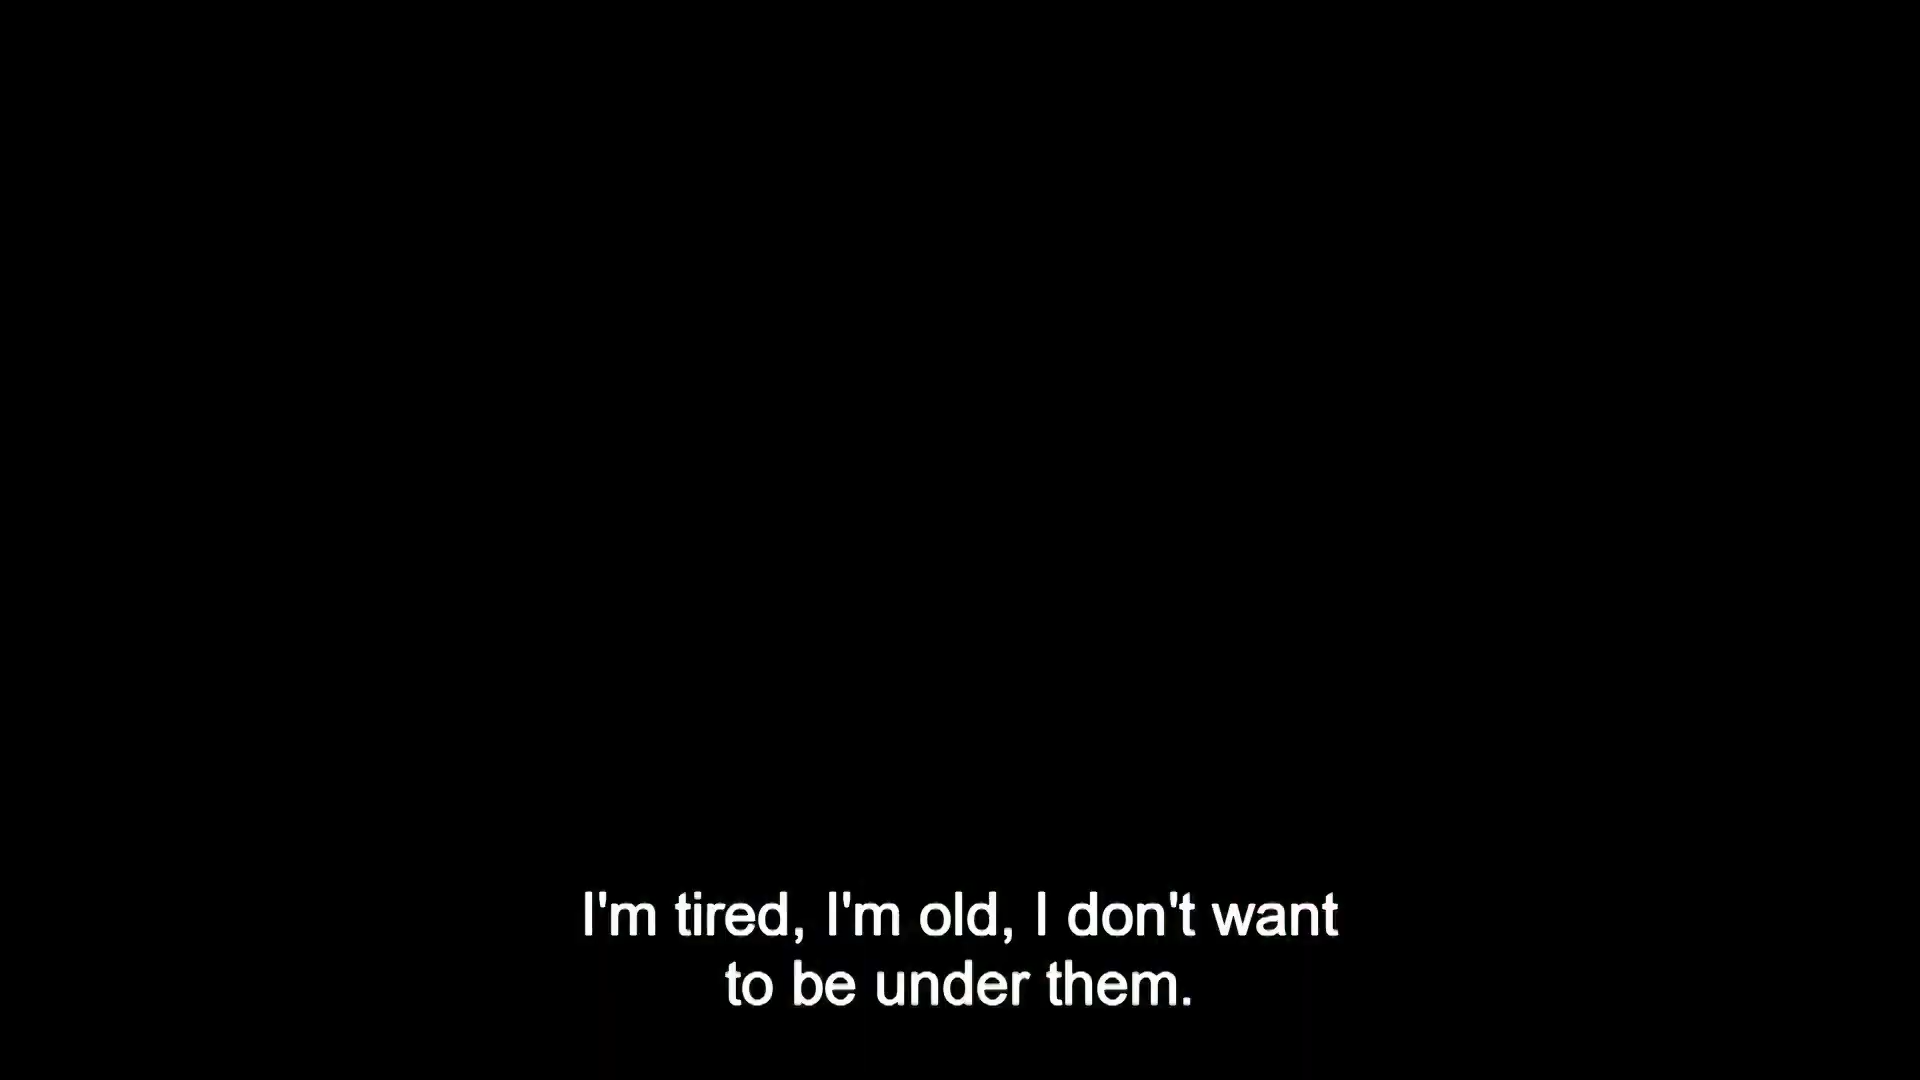 I'm tired, I'm old, I don't want
to be under them.